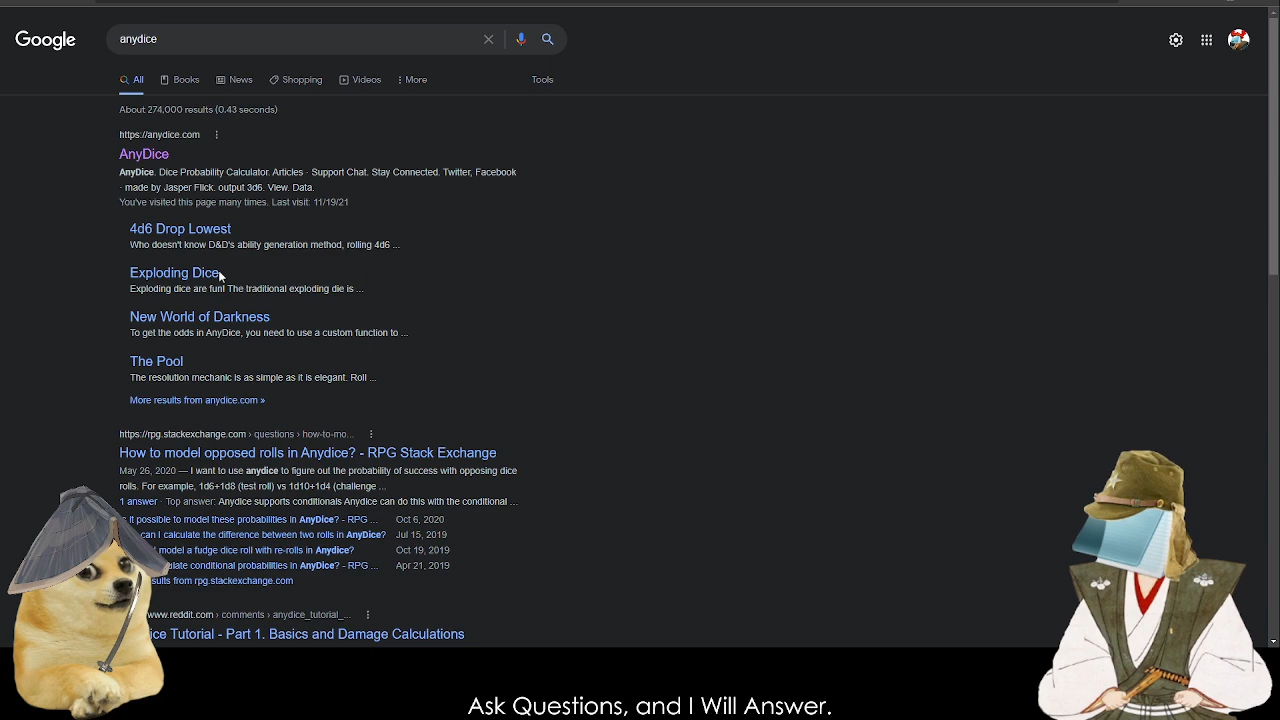 Google
anydice
All
Books
News
Shopping
Videos
More
Tools
About 274,000 results (0.43 seconds)
https://anydice.com
AnyDice
AnyDice. Dice Probability Calculator. Articles · Support Chat. Stay Connected. Twitter, Facebook
· made by Jasper Flick. output 3d6. View. Data.
You've visited this page many times. Last visit: 11/19/21
4d6 Drop Lowest
Who doesn't know D&D's ability generation method, rolling 4d6 ...
Exploding Dice
Exploding dice are fun! The traditional exploding die is ...
New World of Darkness
To get the odds in AnyDice, you need to use a custom function to ...
The Pool
The resolution mechanic is as simple as it is elegant. Roll ...
More results from anydice.com »
https://rpg.stackexchange.com › questions › how-to-mo...
How to model opposed rolls in Anydice? - RPG Stack Exchange
May 26, 2020 — I want to use anydice to figure out the probability of success with opposing dice
rolls. For example, 1d6+1d8 (test roll) vs 1d10+1d4 (challenge ...
1 answer · Top answer: Anydice supports conditionals Anydice can do this with the conditional ...
it possible to model these probabilities in AnyDice? - RPG ... Oct 6, 2020
can I calculate the difference between two rolls in AnyDice? Jul 15, 2019
model a fudge dice roll with re-rolls in Anydice? Oct 19, 2019
conditional probabilities in AnyDice? - RPG ... Apr 21, 2019
results from rpg.stackexchange.com
www.reddit.com › comments › anydice_tutorial_...
Tutorial - Part 1. Basics and Damage Calculations
Ask Questions, and I Will Answer.